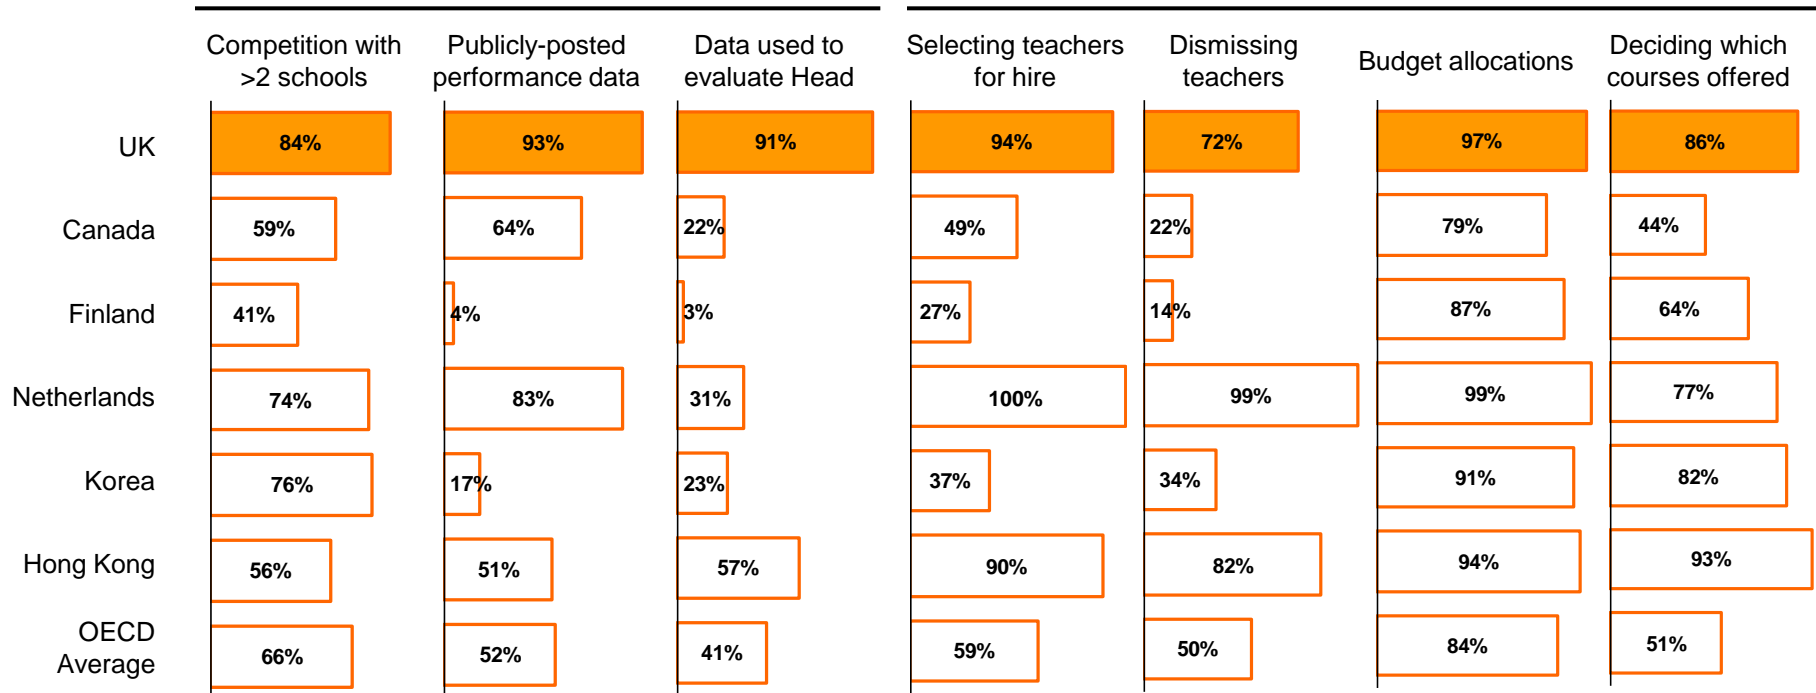 Competition with
>2 schools
Publicly-posted
performance data
Data used to
evaluate Head
Selecting teachers
for hire
Dismissing
teachers
Budget allocations
Deciding which
courses offered
UK
84%
93%
91%
94%
72%
97%
86%
Canada
59%
64%
22%
49%
22%
79%
44%
Finland
41%
4%
3%
27%
14%
87%
64%
Netherlands
74%
83%
31%
100%
99%
99%
77%
Korea
76%
17%
23%
37%
34%
91%
82%
Hong Kong
56%
51%
57%
90%
82%
94%
93%
OECD
Average
66%
52%
41%
59%
50%
84%
51%